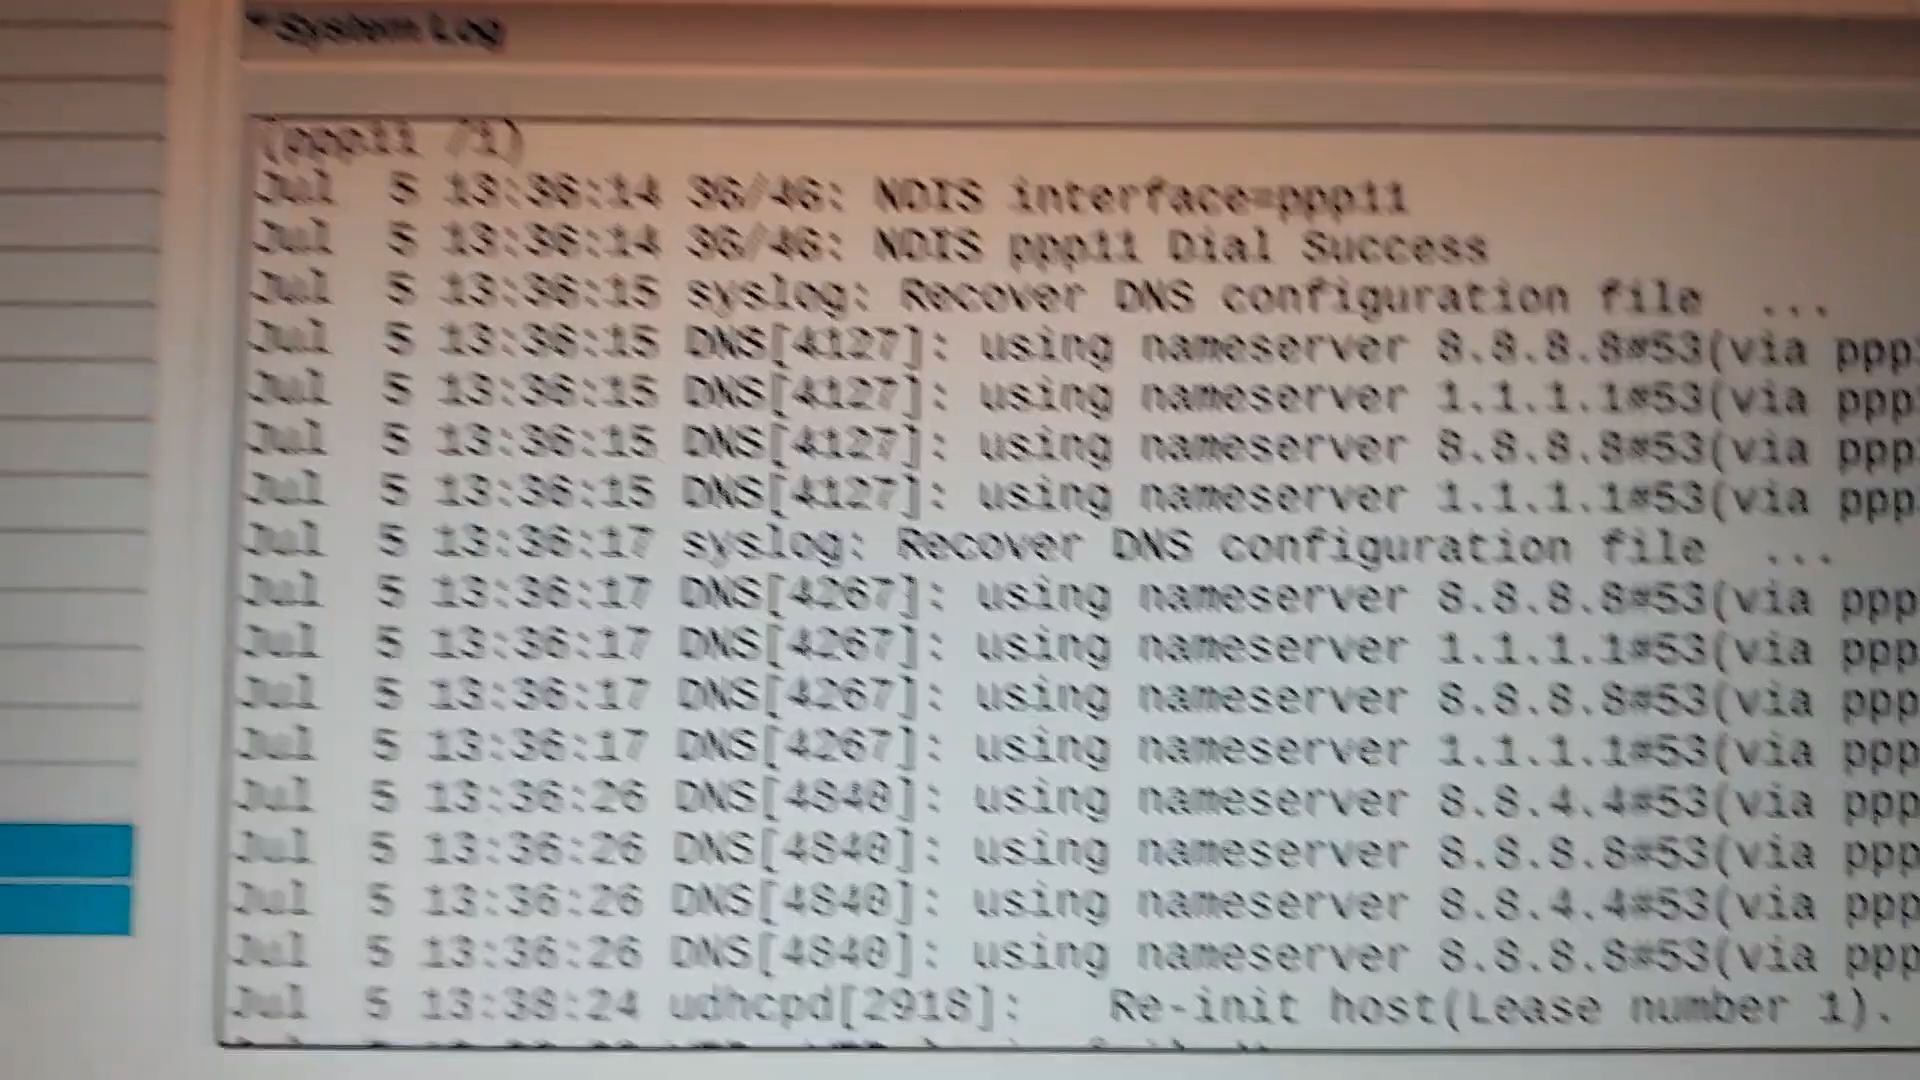 *System Log
(ppp11 /1)
Jul 5 13:36:14 36/46: NDIS interface=ppp11
Jul 5 13:36:14 36/46: NDIS ppp11 Dial Success
Jul 5 13:36:15 syslog: Recover DNS configuration file ...
Jul 5 13:36:15 DNS[4127]: using nameserver 8.8.8.8#53(via ppp
Jul 5 13:36:15 DNS[4127]: using nameserver 1.1.1.1#53(via ppp
Jul 5 13:36:15 DNS[4127]: using nameserver 8.8.8.8#53(via ppp
Jul 5 13:36:15 DNS[4127]: using nameserver 1.1.1.1#53(via ppp
Jul 5 13:36:17 syslog: Recover DNS configuration file ...
Jul 5 13:36:17 DNS[4267]: using nameserver 8.8.8.8#53(via ppp
Jul 5 13:36:17 DNS[4267]: using nameserver 1.1.1.1#53(via ppp
Jul 5 13:36:17 DNS[4267]: using nameserver 8.8.8.8#53(via ppp
Jul 5 13:36:17 DNS[4267]: using nameserver 1.1.1.1#53(via ppp
Jul 5 13:36:26 DNS[4840]: using nameserver 8.8.4.4#53(via ppp
Jul 5 13:36:26 DNS[4840]: using nameserver 8.8.8.8#53(via ppp
Jul 5 13:36:26 DNS[4840]: using nameserver 8.8.4.4#53(via ppp
Jul 5 13:36:26 DNS[4840]: using nameserver 8.8.8.8#53(via ppp
Jul 5 13:38:24 udhcpd[2918]: Re-init host(Lease number 1).